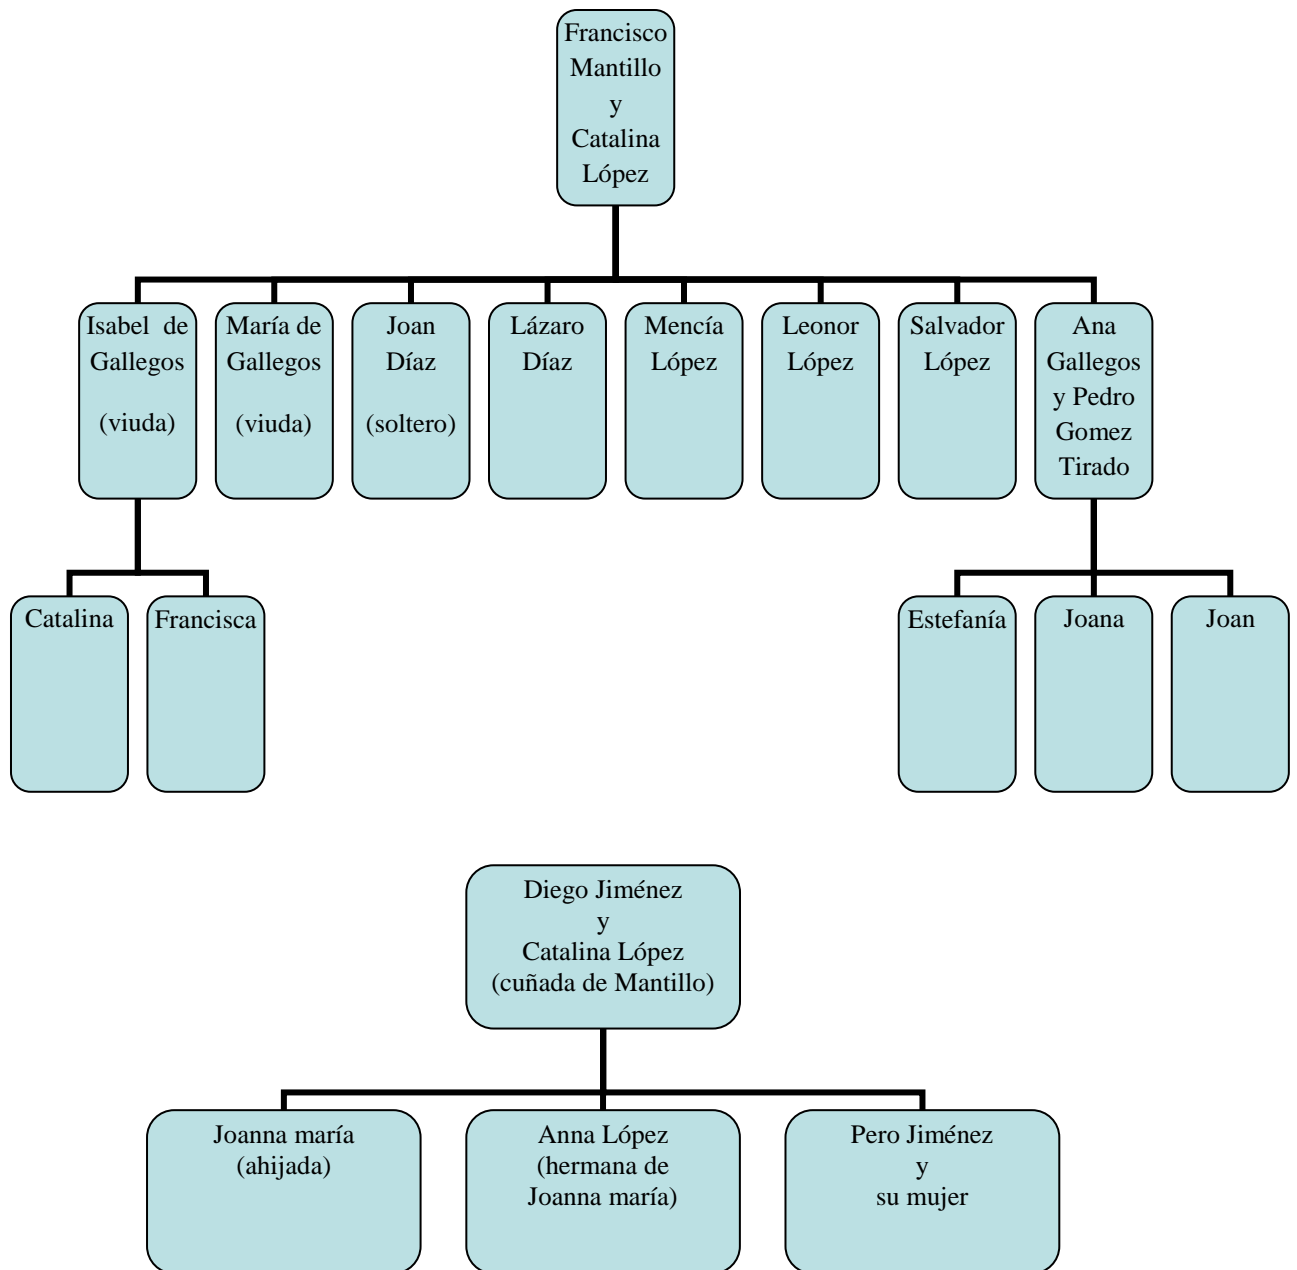 Francisco
Mantillo
y
Catalina
López
Isabel de
Gallegos
(viuda)
María de
Gallegos
(viuda)
Joan
Díaz
(soltero)
Lázaro
Díaz
Mencía
López
Leonor
López
Salvador
López
Ana
Gallegos
y Pedro
Gomez
Tirado
Catalina
Francisca
Estefanía
Joana
Joan
Diego Jiménez
y
Catalina López
(cuñada de Mantillo)
Joanna maría
(ahijada)
Anna López
(hermana de
Joanna maría)
Pero Jiménez
y
su mujer